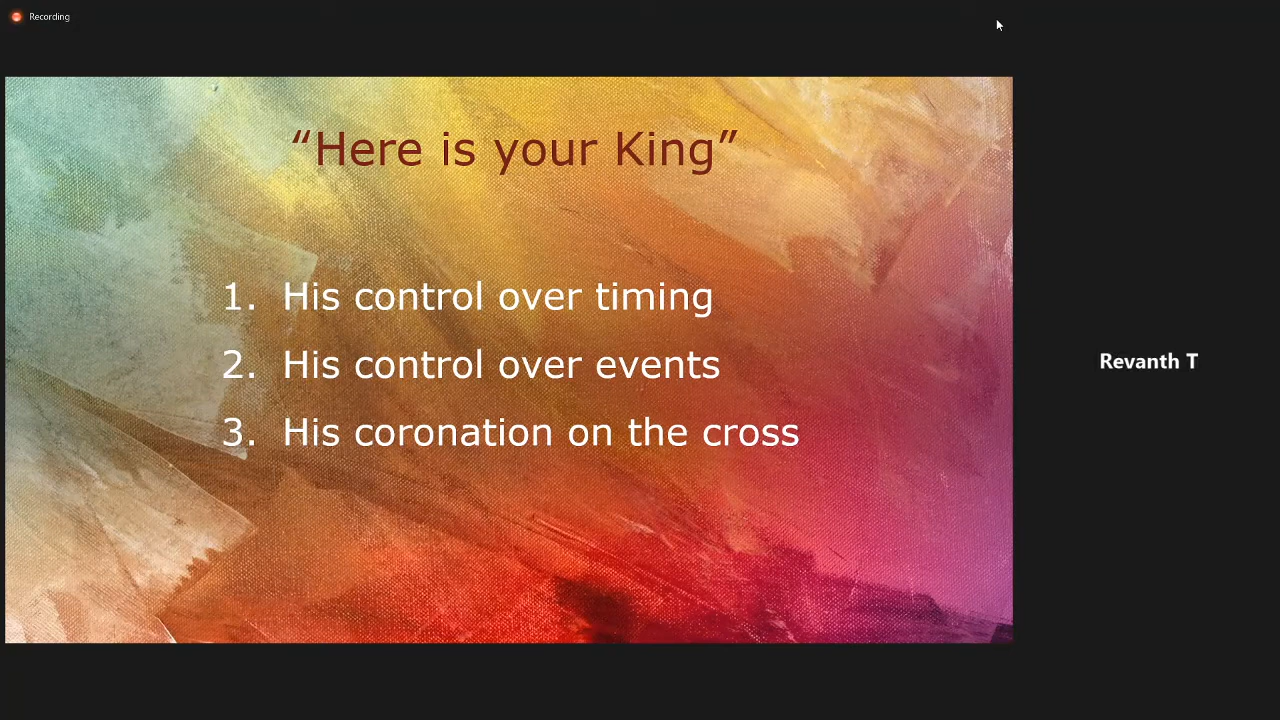 Recording
“Here is your King”
1. His control over timing
2. His control over events
Revanth T
3. His coronation on the cross